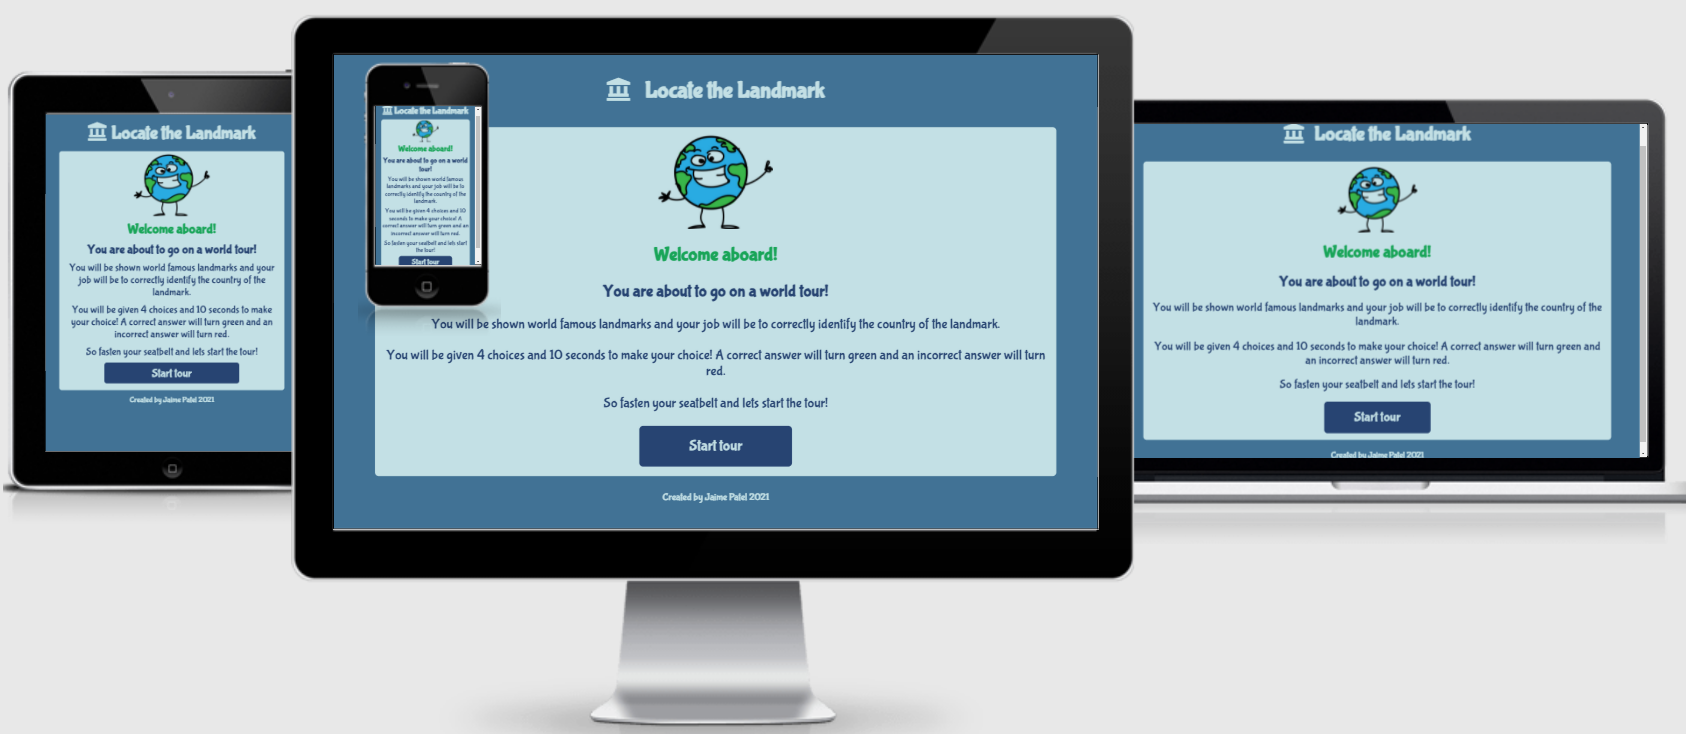 Locate the Landmark
Welcome aboard!
You are about to go on a world tour!
You will be shown world famous landmarks and your
job will be to correctly identify the country of the
landmark.
You will be given 4 choices and 10 seconds to make
your choice! A correct answer will turn green and an
incorrect answer will turn red.
So fasten your seatbelt and lets start the tour!
Start tour
Created by Jaime Patel 2021
Locate the Landmark
Welcome aboard!
You are about to go on a world
tour!
You will be shown world famous
landmarks and your job will be to
correctly identify the country of the
landmark.
You will be given 4 choices and 10
seconds to make your choice! A
correct answer will turn green and an
incorrect answer will turn red.
So fasten your seatbelt and lets start
the tour!
Start tour
Locate the Landmark
Welcome aboard!
You are about to go on a world tour!
You will be shown world famous landmarks and your job will be to correctly identify the country of the landmark.
You will be given 4 choices and 10 seconds to make your choice! A correct answer will turn green and an incorrect answer will turn
red.
So fasten your seatbelt and lets start the tour!
Start tour
Created by Jaime Patel 2021
Locate the Landmark
Welcome aboard!
You are about to go on a world tour!
You will be shown world famous landmarks and your job will be to correctly identify the country of the
landmark.
You will be given 4 choices and 10 seconds to make your choice! A correct answer will turn green and
an incorrect answer will turn red.
So fasten your seatbelt and lets start the tour!
Start tour
Created by Jaime Patel 2021